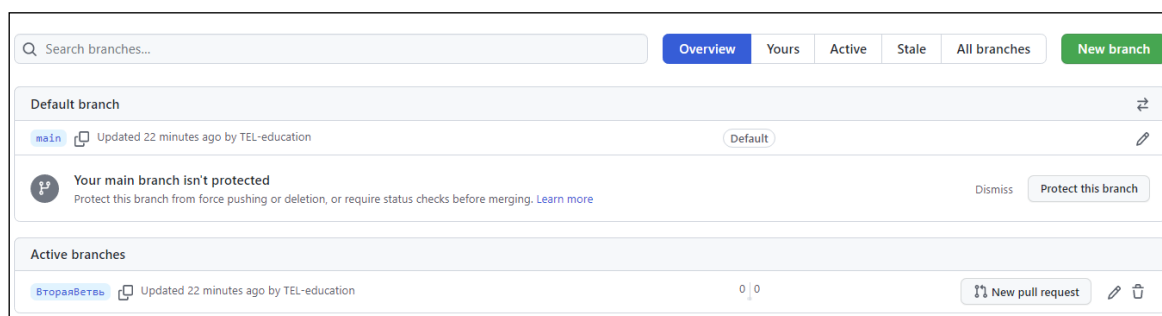 Search branches...
Overview Yours Active Stale All branches New branch
Default branch
main Updated 22 minutes ago by TEL-education Default
Your main branch isn't protected
Protect this branch from force pushing or deletion, or require status checks before merging. Learn more
Dismiss Protect this branch
Active branches
ВтораяВетвь Updated 22 minutes ago by TEL-education 0 0 New pull request